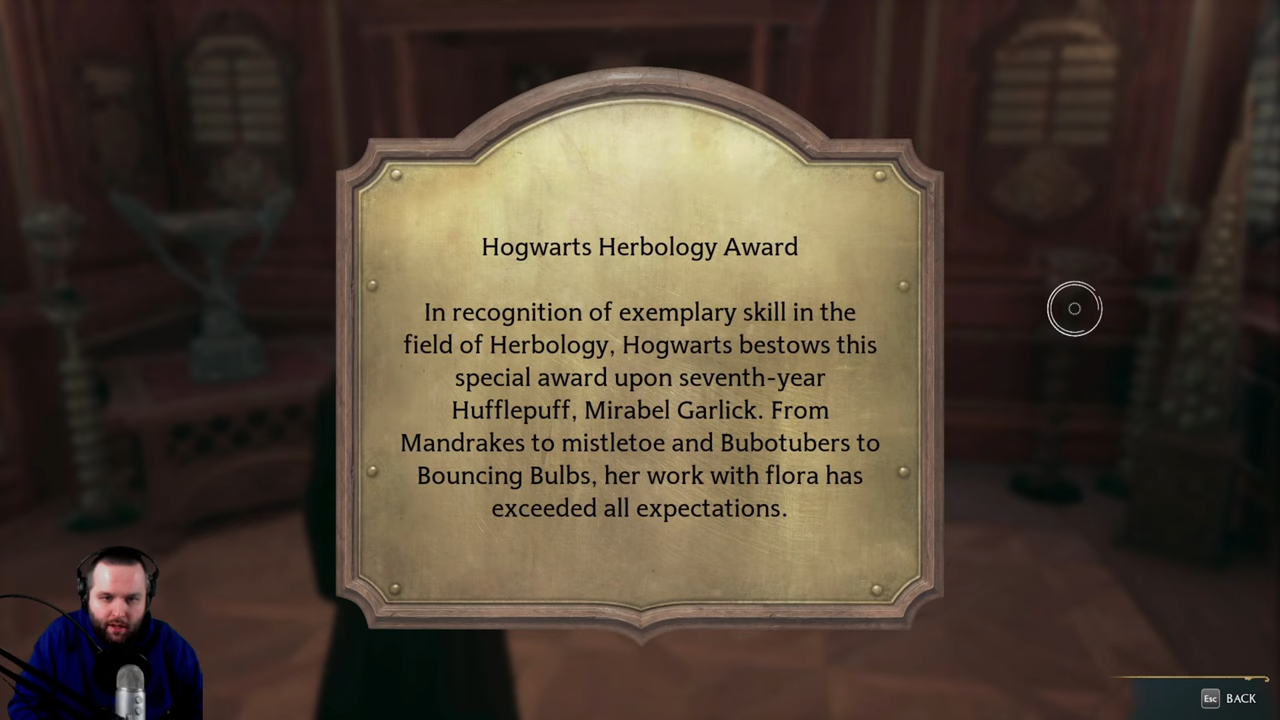 Hogwarts Herbology Award
In recognition of exemplary skill in the
field of Herbology, Hogwarts bestows this
special award upon seventh-year
Hufflepuff, Mirabel Garlick. From
Mandrakes to mistletoe and Bubotubers to
Bouncing Bulbs, her work with flora has
exceeded all expectations.
Esc BACK